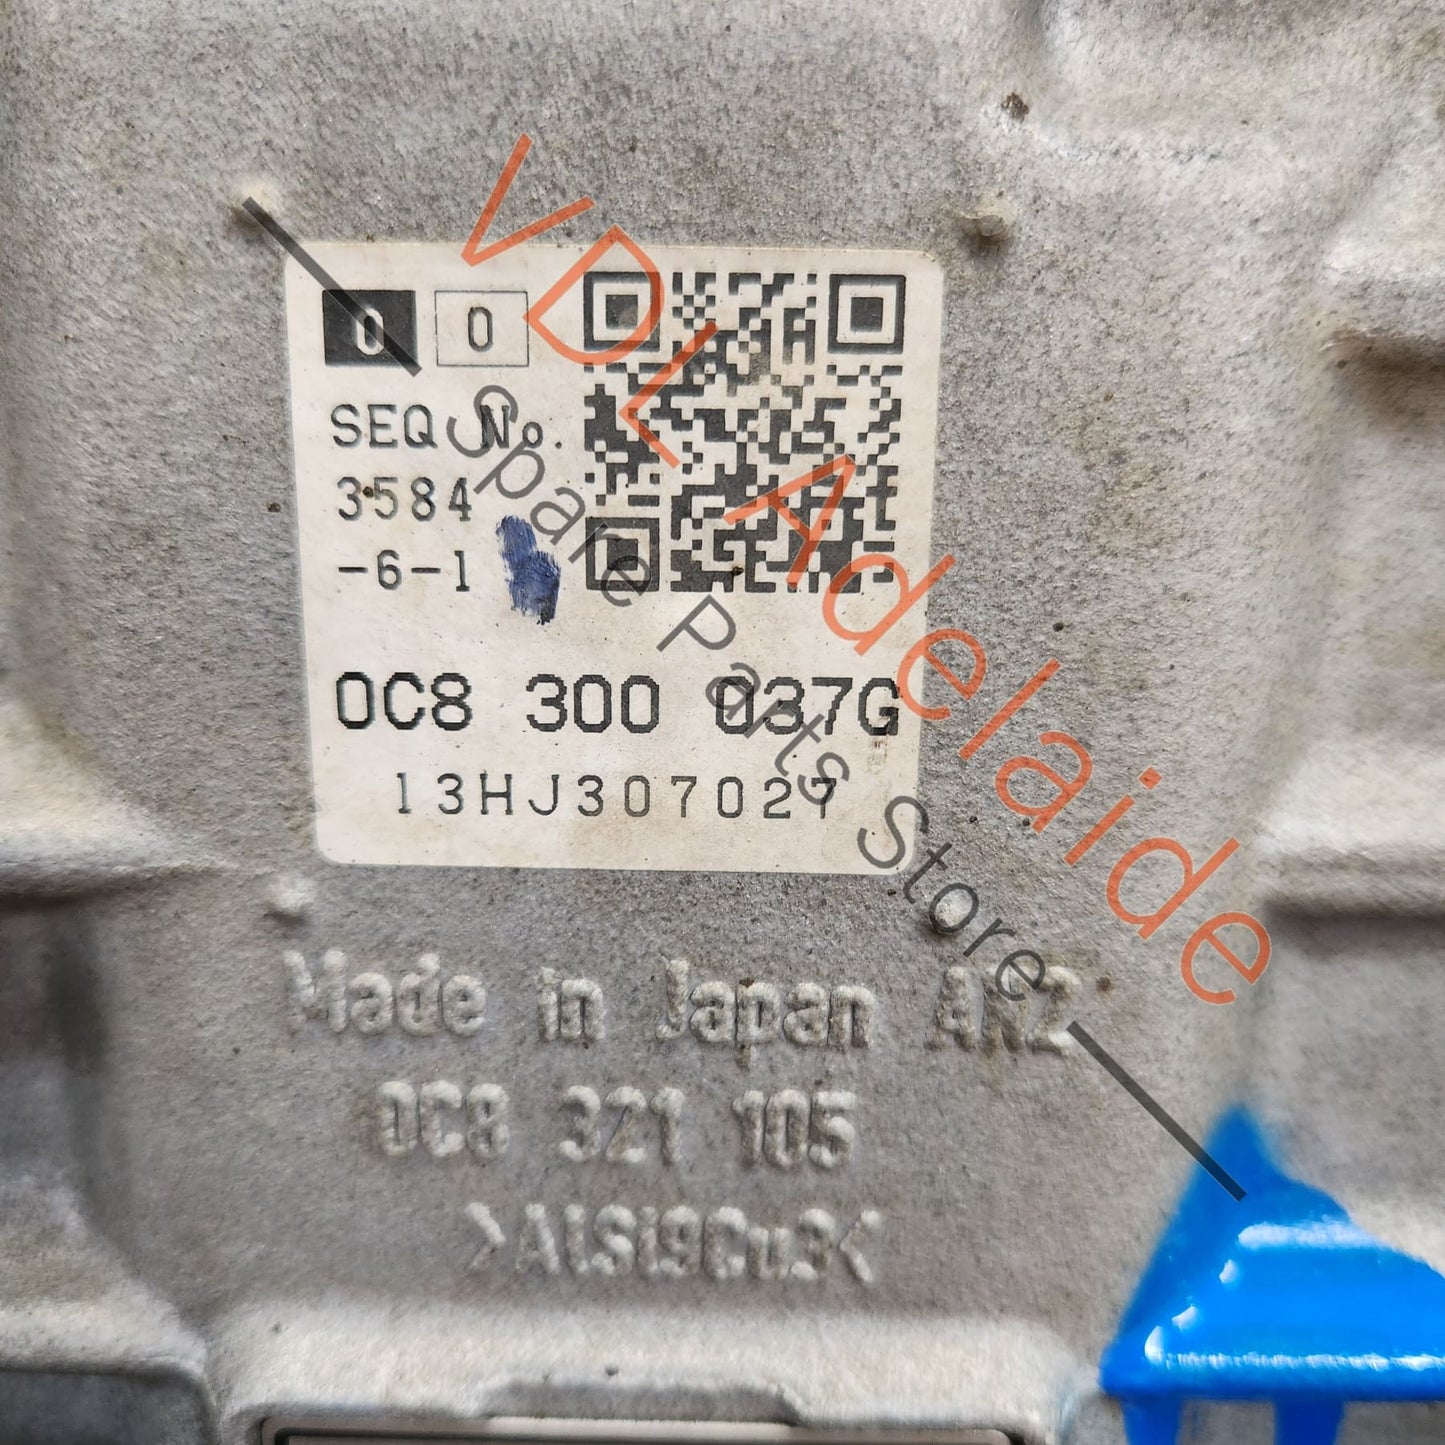 0 0
SEQ No.
3584
-6-1
0C8 300 037G
13HJ307027
Made in Japan AN2
0C8 321 105
>AlSi9Cu3<
VDL Adelaide
Spare Parts Store